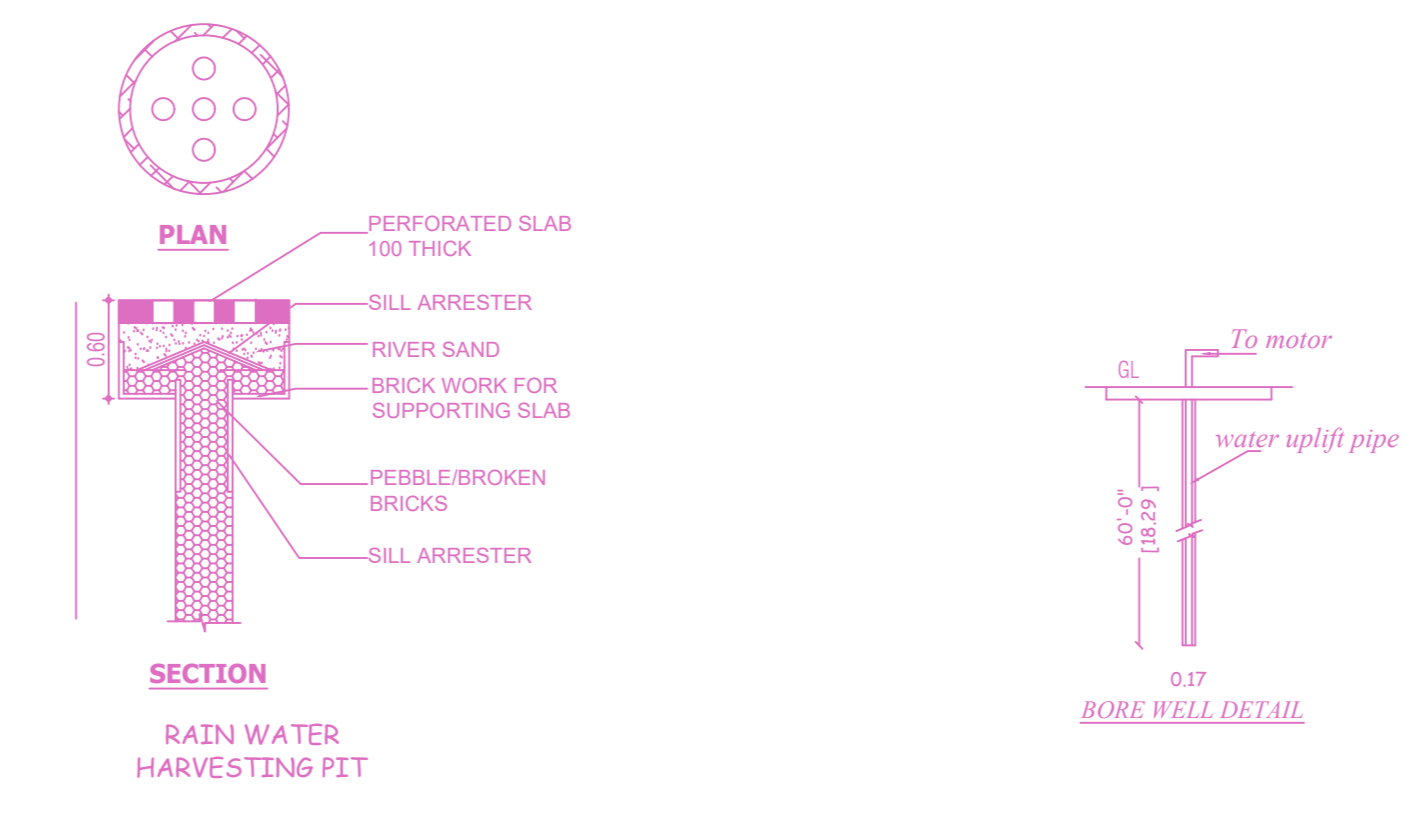 PLAN
PERFORATED SLAB
100 THICK
SILL ARRESTER
0.60
RIVER SAND
BRICK WORK FOR
SUPPORTING SLAB
PEBBLE/BROKEN
BRICKS
SILL ARRESTER
SECTION
RAIN WATER
HARVESTING PIT
To motor
GL
water uplift pipe
60'-0"
[18.29 ]
0.17
BORE WELL DETAIL